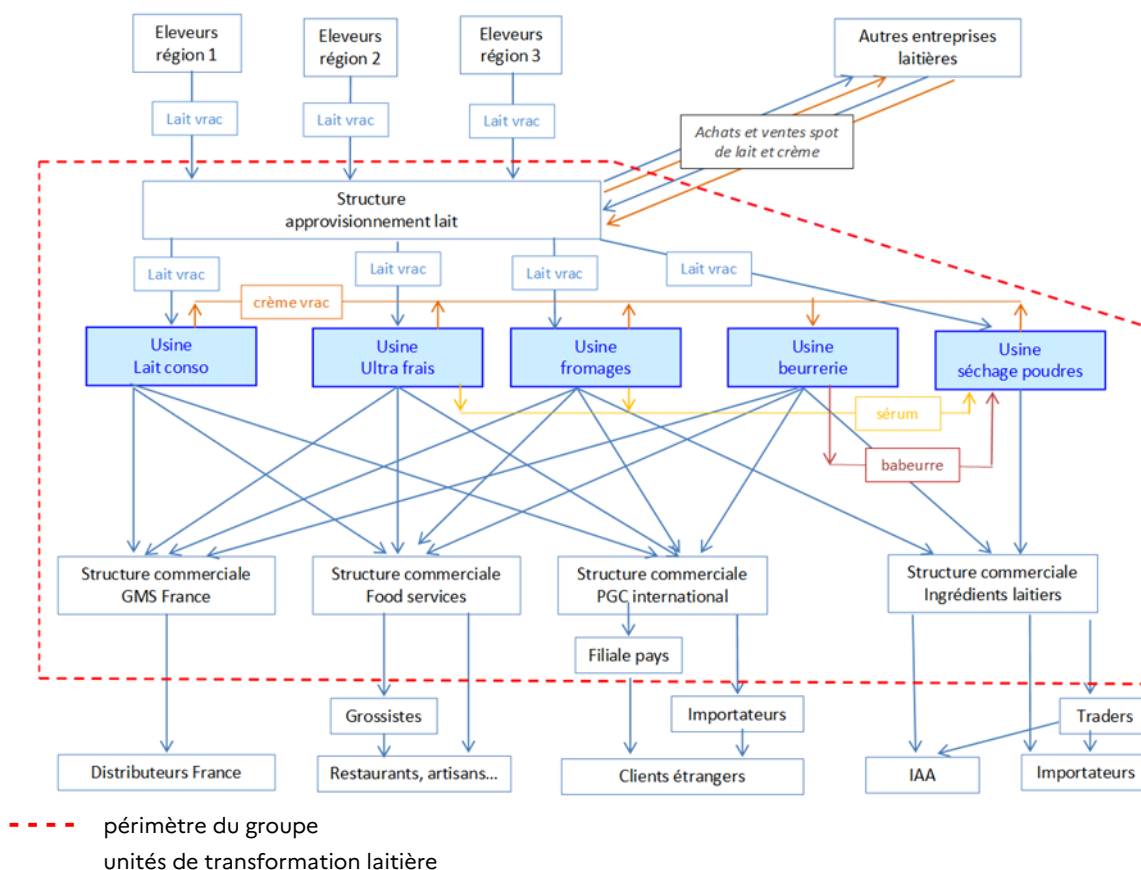 Eleveurs
région 1
Eleveurs
région 2
Eleveurs
région 3
Autres entreprises
laitières
Lait vrac
Lait vrac
Lait vrac
Achats et ventes spot
de lait et crème
Structure
approvisionnement lait
Lait vrac
Lait vrac
Lait vrac
Lait vrac
crème vrac
Usine
Lait conso
Usine
Ultra frais
Usine
fromages
Usine
beurrerie
Usine
séchage poudres
sérum
babeurre
Structure commerciale
GMS France
Structure commerciale
Food services
Structure commerciale
PGC international
Structure commerciale
Ingrédients laitiers
Filiale pays
Grossistes
Importateurs
Traders
Distributeurs France
Restaurants, artisans...
Clients étrangers
IAA
Importateurs
périmètre du groupe
unités de transformation laitière